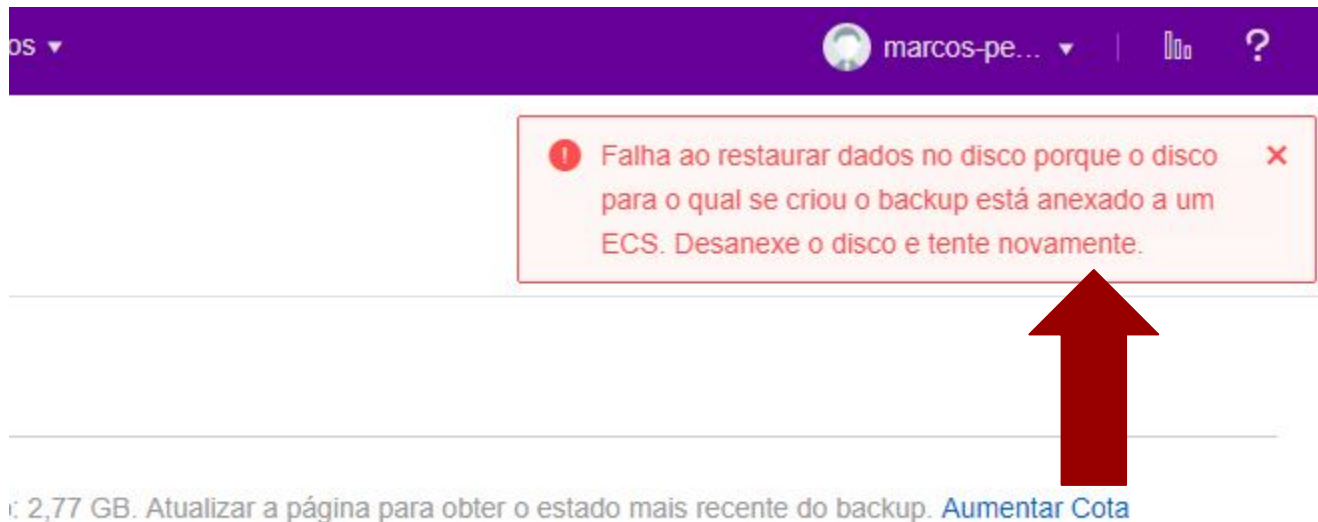 os
marcos-pe...
?
Falha ao restaurar dados no disco porque o disco
para o qual se criou o backup está anexado a um
ECS. Desanexe o disco e tente novamente.
: 2,77 GB. Atualizar a página para obter o estado mais recente do backup. Aumentar Cota